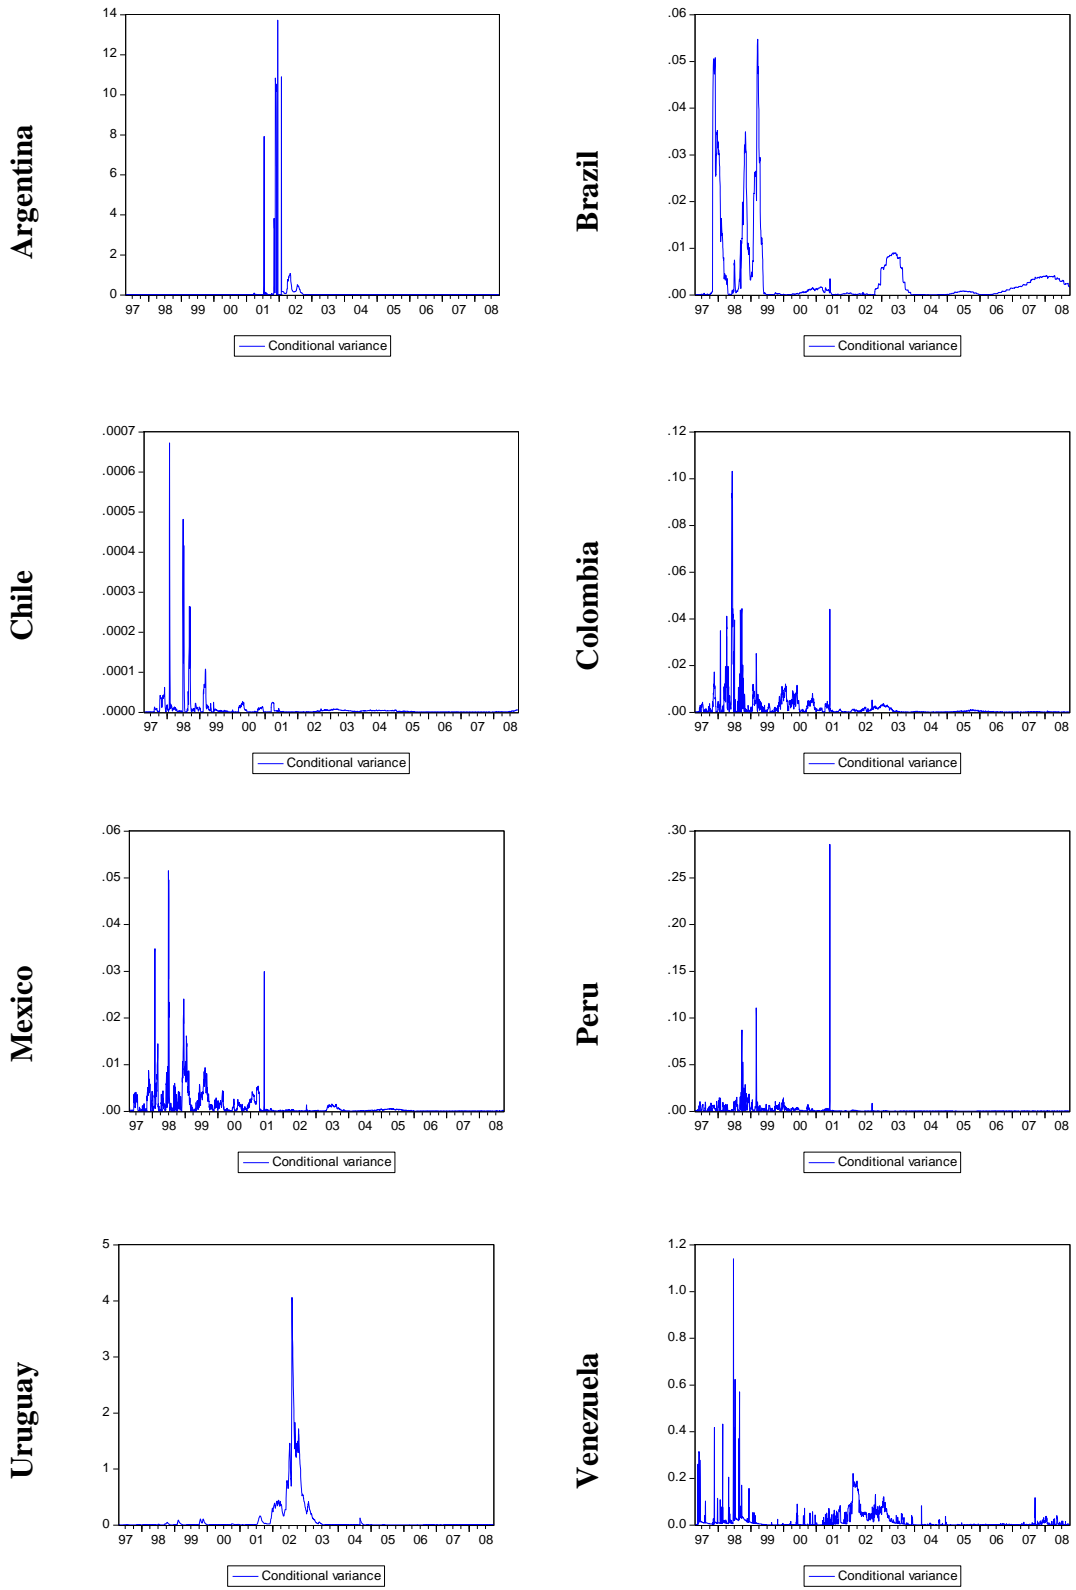 Argentina
14
12
10
8
6
4
2
0
97 98 99 00 01 02 03 04 05 06 07 08
Conditional variance
Brazil
.06
.05
.04
.03
.02
.01
.00
97 98 99 00 01 02 03 04 05 06 07 08
Conditional variance
Chile
.0007
.0006
.0005
.0004
.0003
.0002
.0001
.0000
97 98 99 00 01 02 03 04 05 06 07 08
Conditional variance
Colombia
.12
.10
.08
.06
.04
.02
.00
97 98 99 00 01 02 03 04 05 06 07 08
Conditional variance
Mexico
.06
.05
.04
.03
.02
.01
.00
97 98 99 00 01 02 03 04 05 06 07 08
Conditional variance
Peru
.30
.25
.20
.15
.10
.05
.00
97 98 99 00 01 02 03 04 05 06 07 08
Conditional variance
Uruguay
5
4
3
2
1
0
97 98 99 00 01 02 03 04 05 06 07 08
Conditional variance
Venezuela
1.2
1.0
0.8
0.6
0.4
0.2
0.0
97 98 99 00 01 02 03 04 05 06 07 08
Conditional variance